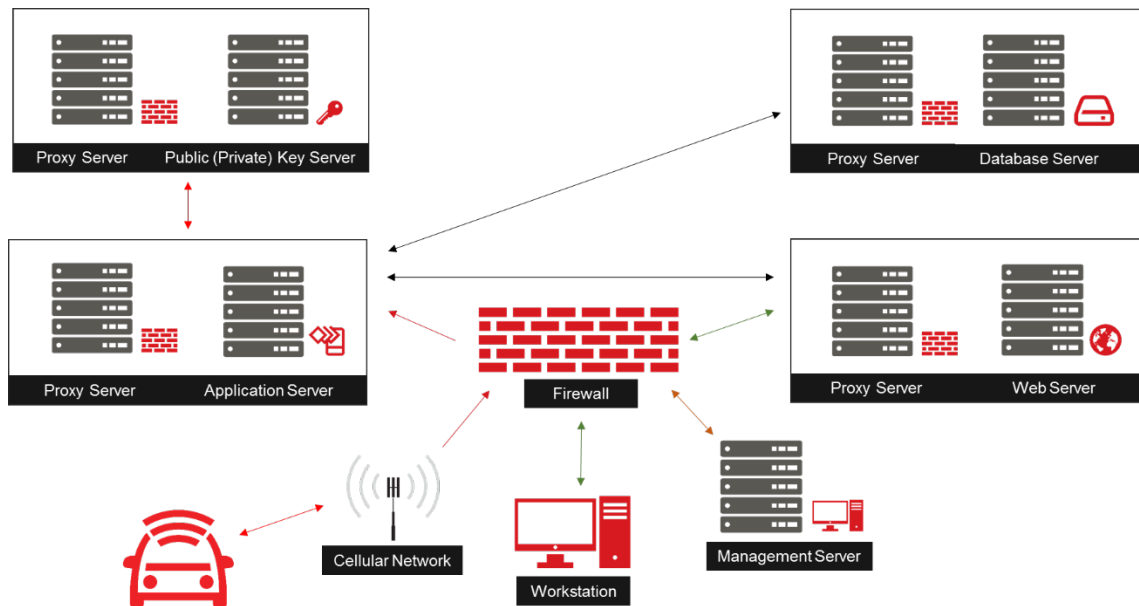 Proxy Server Public (Private) Key Server
Proxy Server Database Server
Proxy Server Application Server
Proxy Server Web Server
Firewall
Cellular Network
Workstation
Management Server